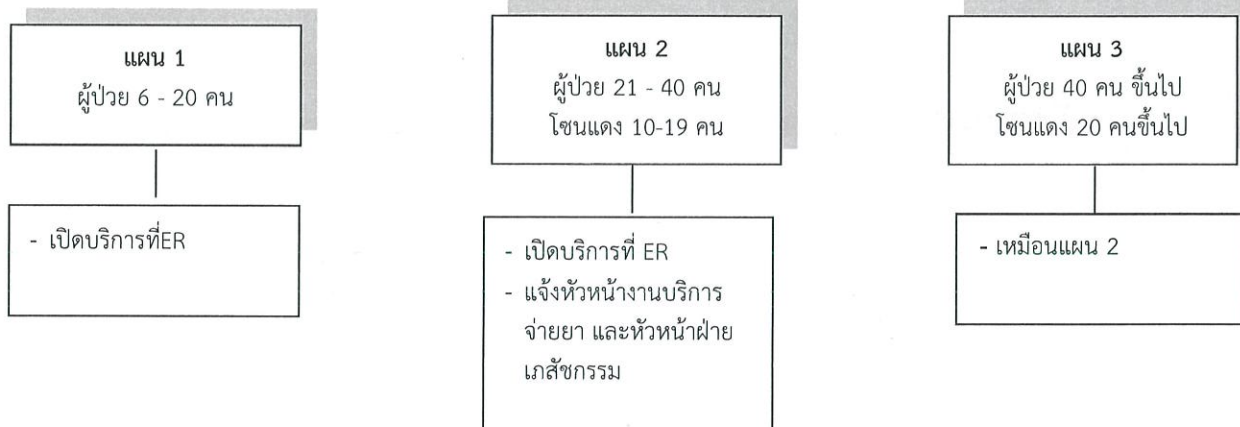 แผน 1
ผู้ป่วย 6 - 20 คน
- เปิดบริการที่ER
แผน 2
ผู้ป่วย 21 - 40 คน
โซนแดง 10-19 คน
- เปิดบริการที่ ER
- แจ้งหัวหน้างานบริการ
จ่ายยา และหัวหน้าฝ่าย
เภสัชกรรม
แผน 3
ผู้ป่วย 40 คน ขึ้นไป
โซนแดง 20 คนขึ้นไป
- เหมือนแผน 2